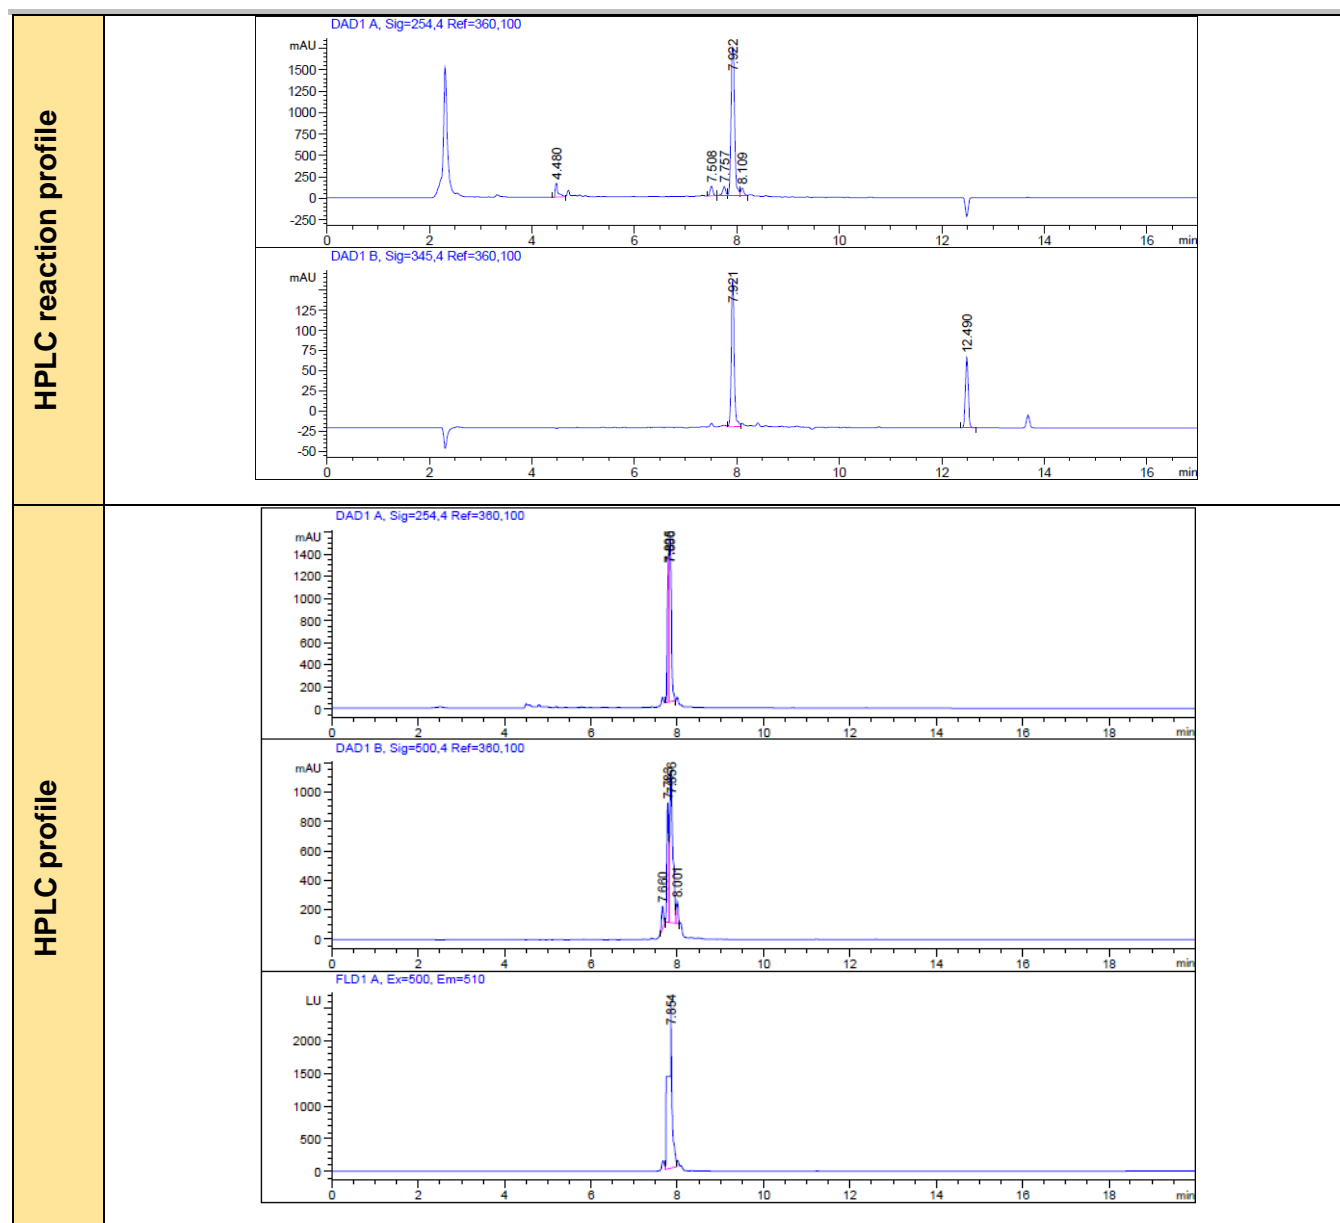 HPLC reaction profile
DAD1 A, Sig=254,4 Ref=360,100
mAU
1500
1250
1000
750
500
250
0
-250
4.480
7.508
7.757
7.922
8.109
0 2 4 6 8 10 12 14 16 min
DAD1 B, Sig=345,4 Ref=360,100
mAU
125
100
75
50
25
0
-25
-50
7.921
12.490
0 2 4 6 8 10 12 14 16 min
HPLC profile
DAD1 A, Sig=254,4 Ref=360,100
mAU
1400
1200
1000
800
600
400
200
0
0 2 4 6 8 10 12 14 16 18 min
DAD1 B, Sig=500,4 Ref=360,100
mAU
1000
800
600
400
200
0
7.660
7.856
8.001
0 2 4 6 8 10 12 14 16 18 min
FLD1 A, Ex=500, Em=510
LU
2000
1500
1000
500
0
7.854
0 2 4 6 8 10 12 14 16 18 min